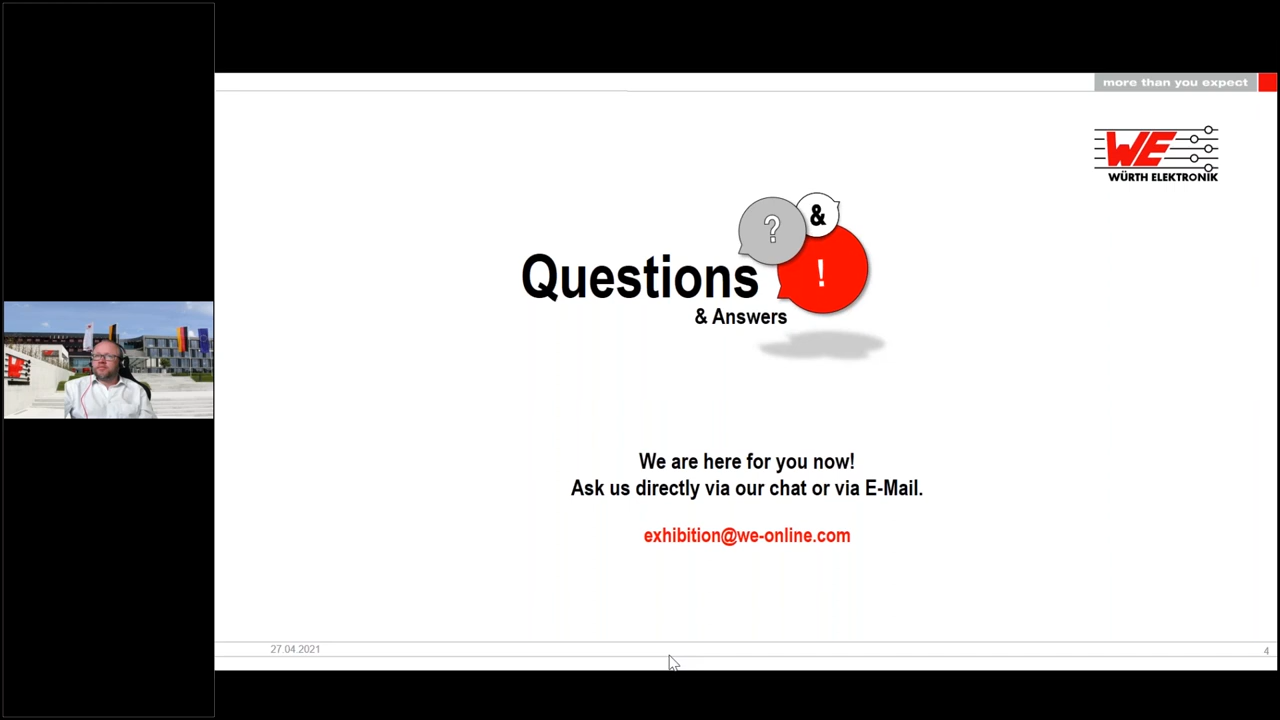 more than you expect
WE
WÜRTH ELEKTRONIK
? & !
Questions
& Answers
WE
We are here for you now!
Ask us directly via our chat or via E-Mail.
exhibition@we-online.com
27.04.2021
4